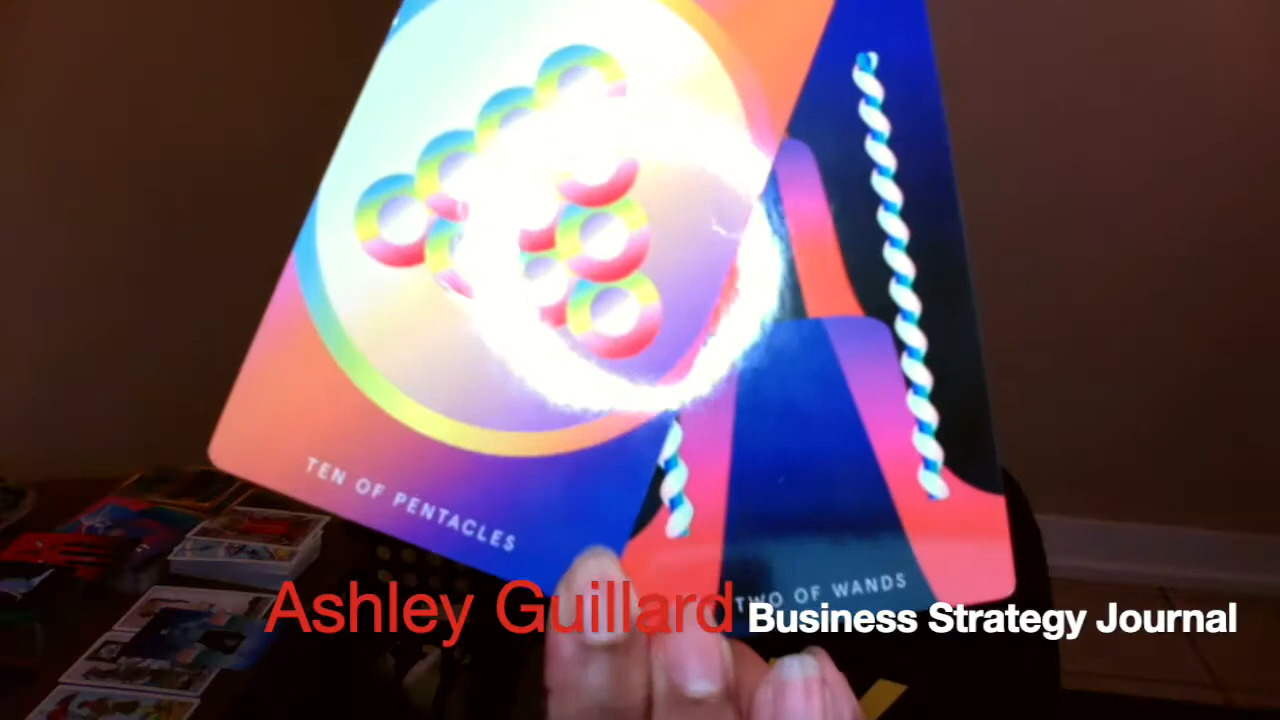 TEN OF PENTACLES
TWO OF WANDS
Ashley Guillard Business Strategy Journal